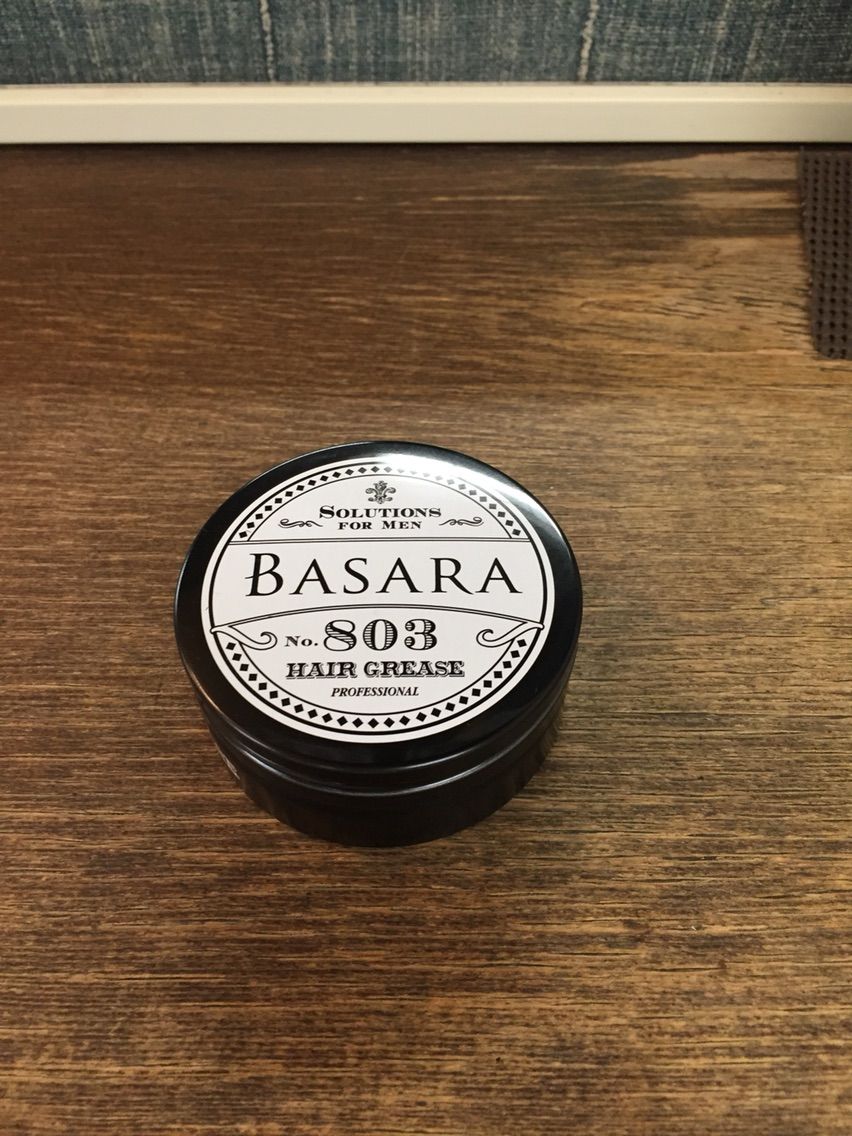 SOLUTIONS
FOR MEN
BASARA
No. 803
HAIR GREASE
PROFESSIONAL